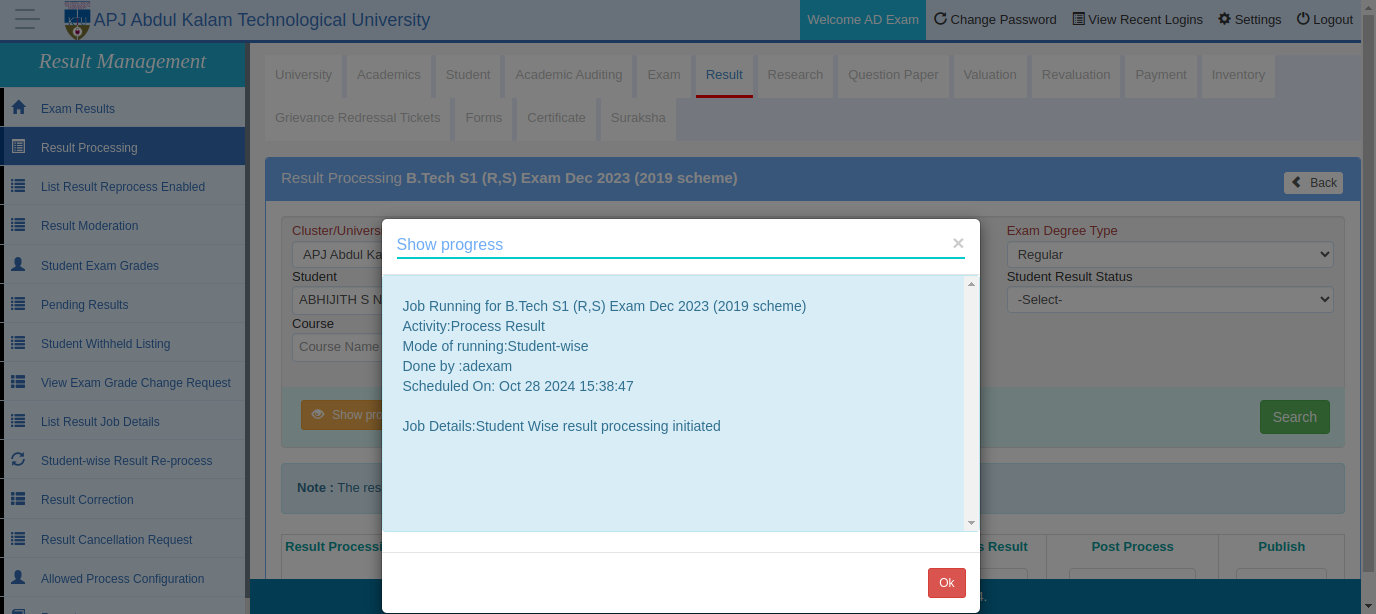 APJ Abdul Kalam Technological University
Welcome AD Exam
Change Password
View Recent Logins
Settings
Logout
Result Management
Exam Results
Result Processing
List Result Reprocess Enabled
Result Moderation
Student Exam Grades
Pending Results
Student Withheld Listing
View Exam Grade Change Request
List Result Job Details
Student-wise Result Re-process
Result Correction
Result Cancellation Request
Allowed Process Configuration
University
Academics
Student
Academic Auditing
Exam
Result
Research
Question Paper
Valuation
Revaluation
Payment
Inventory
Grievance Redressal Tickets
Forms
Certificate
Suraksha
Result Processing B.Tech S1 (R,S) Exam Dec 2023 (2019 scheme)
Back
Cluster/Univers
APJ Abdul Ka
Exam Degree Type
Regular
Student
ABHIJITH S N
Student Result Status
-Select-
Course
Course Name
Show pro
Search
Note : The res
Result Processi
s Result
Post Process
Publish
Show progress
×
Job Running for B.Tech S1 (R,S) Exam Dec 2023 (2019 scheme)
Activity:Process Result
Mode of running:Student-wise
Done by :adexam
Scheduled On: Oct 28 2024 15:38:47
Job Details:Student Wise result processing initiated
Ok